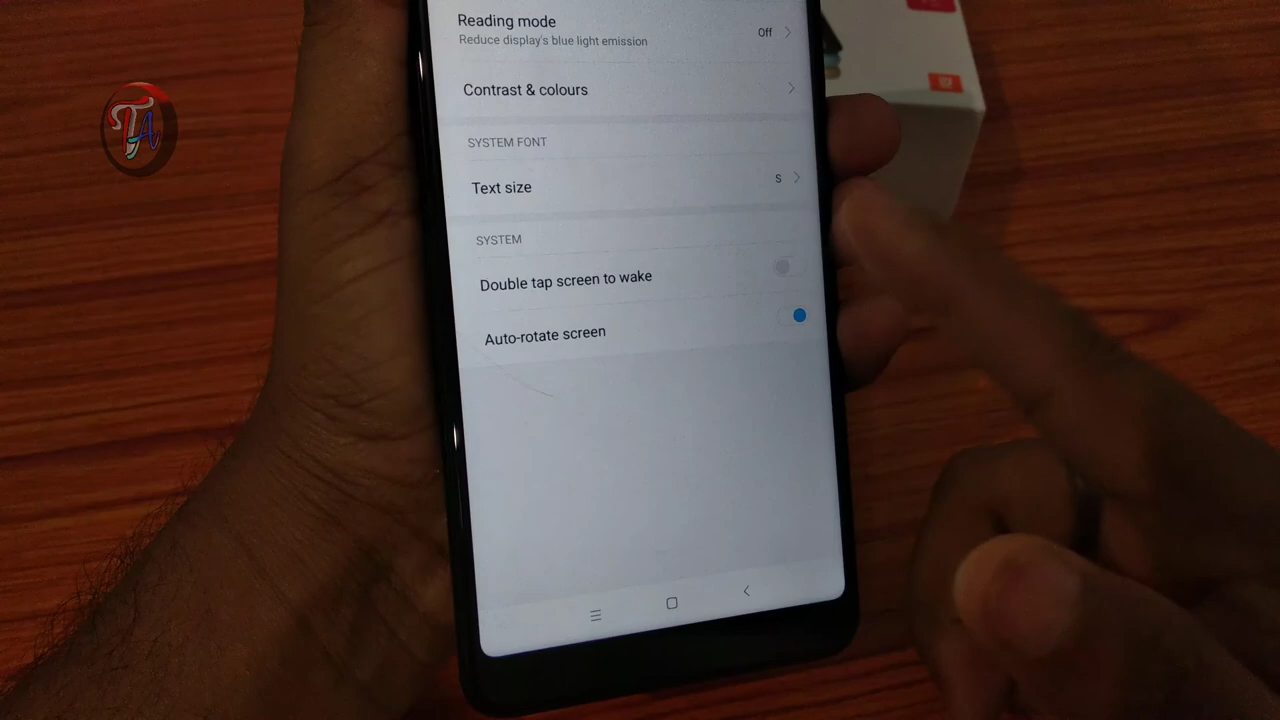 Reading mode
Off
Reduce display's blue light emission
Contrast & colours
SYSTEM FONT
Text size
S
SYSTEM
Double tap screen to wake
Auto-rotate screen
TA